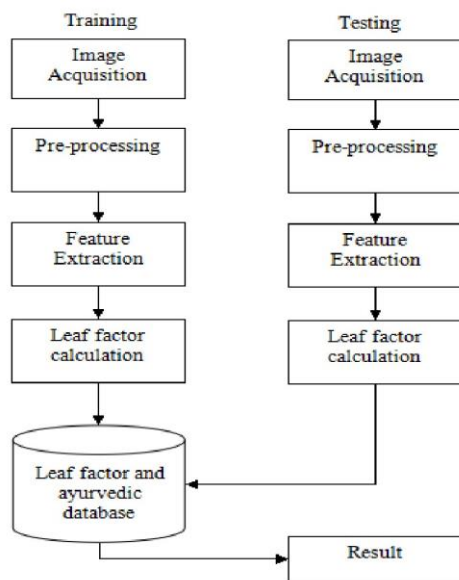 Training
Image
Acquisition
Pre-processing
Feature
Extraction
Leaf factor
calculation
Leaf factor and
ayurvedic
database
Testing
Image
Acquisition
Pre-processing
Feature
Extraction
Leaf factor
calculation
Result